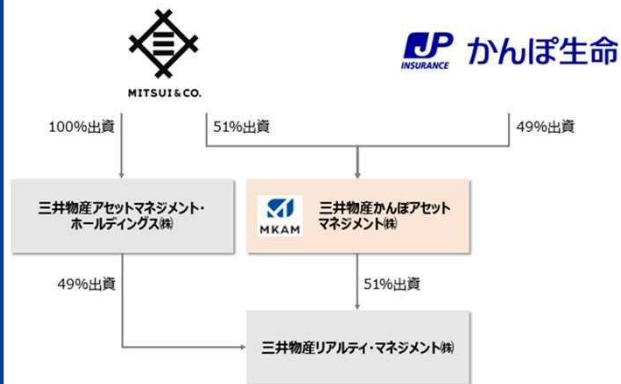 MITSUI & CO.
JP
INSURANCE
かんぽ生命
100%出資
51%出資
49%出資
三井物産アセットマネジメント・
ホールディングス㈱
MKAM
三井物産かんぽアセット
マネジメント㈱
49%出資
51%出資
三井物産リアルティ・マネジメント㈱